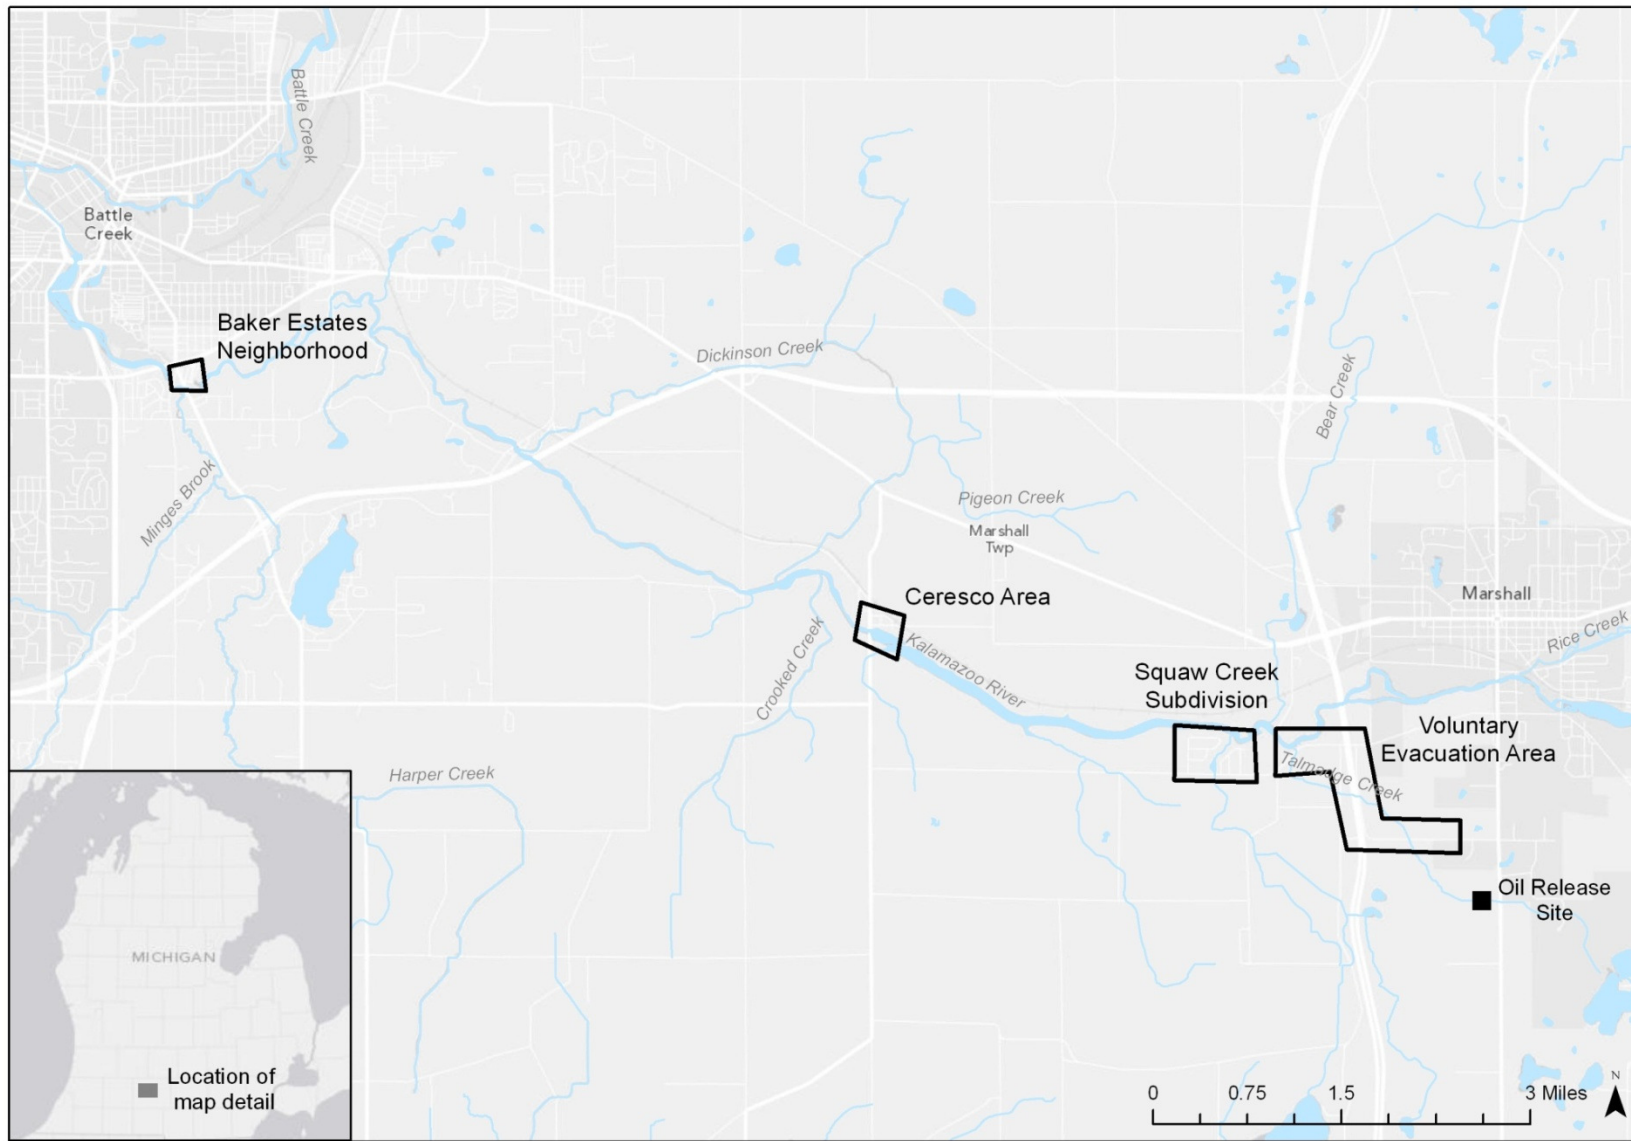 Battle Creek
Battle
Creek
Baker Estates
Neighborhood
Dickinson Creek
Bear Creek
Minges Brook
Pigeon Creek
Marshall
Twp
Ceresco Area
Marshall
Rice Creek
Crooked Creek
Kalamazoo River
Squaw Creek
Subdivision
Voluntary
Evacuation Area
Talmadge Creek
Harper Creek
Oil Release
Site
MICHIGAN
Location of
map detail
0 0.75 1.5 3 Miles
N